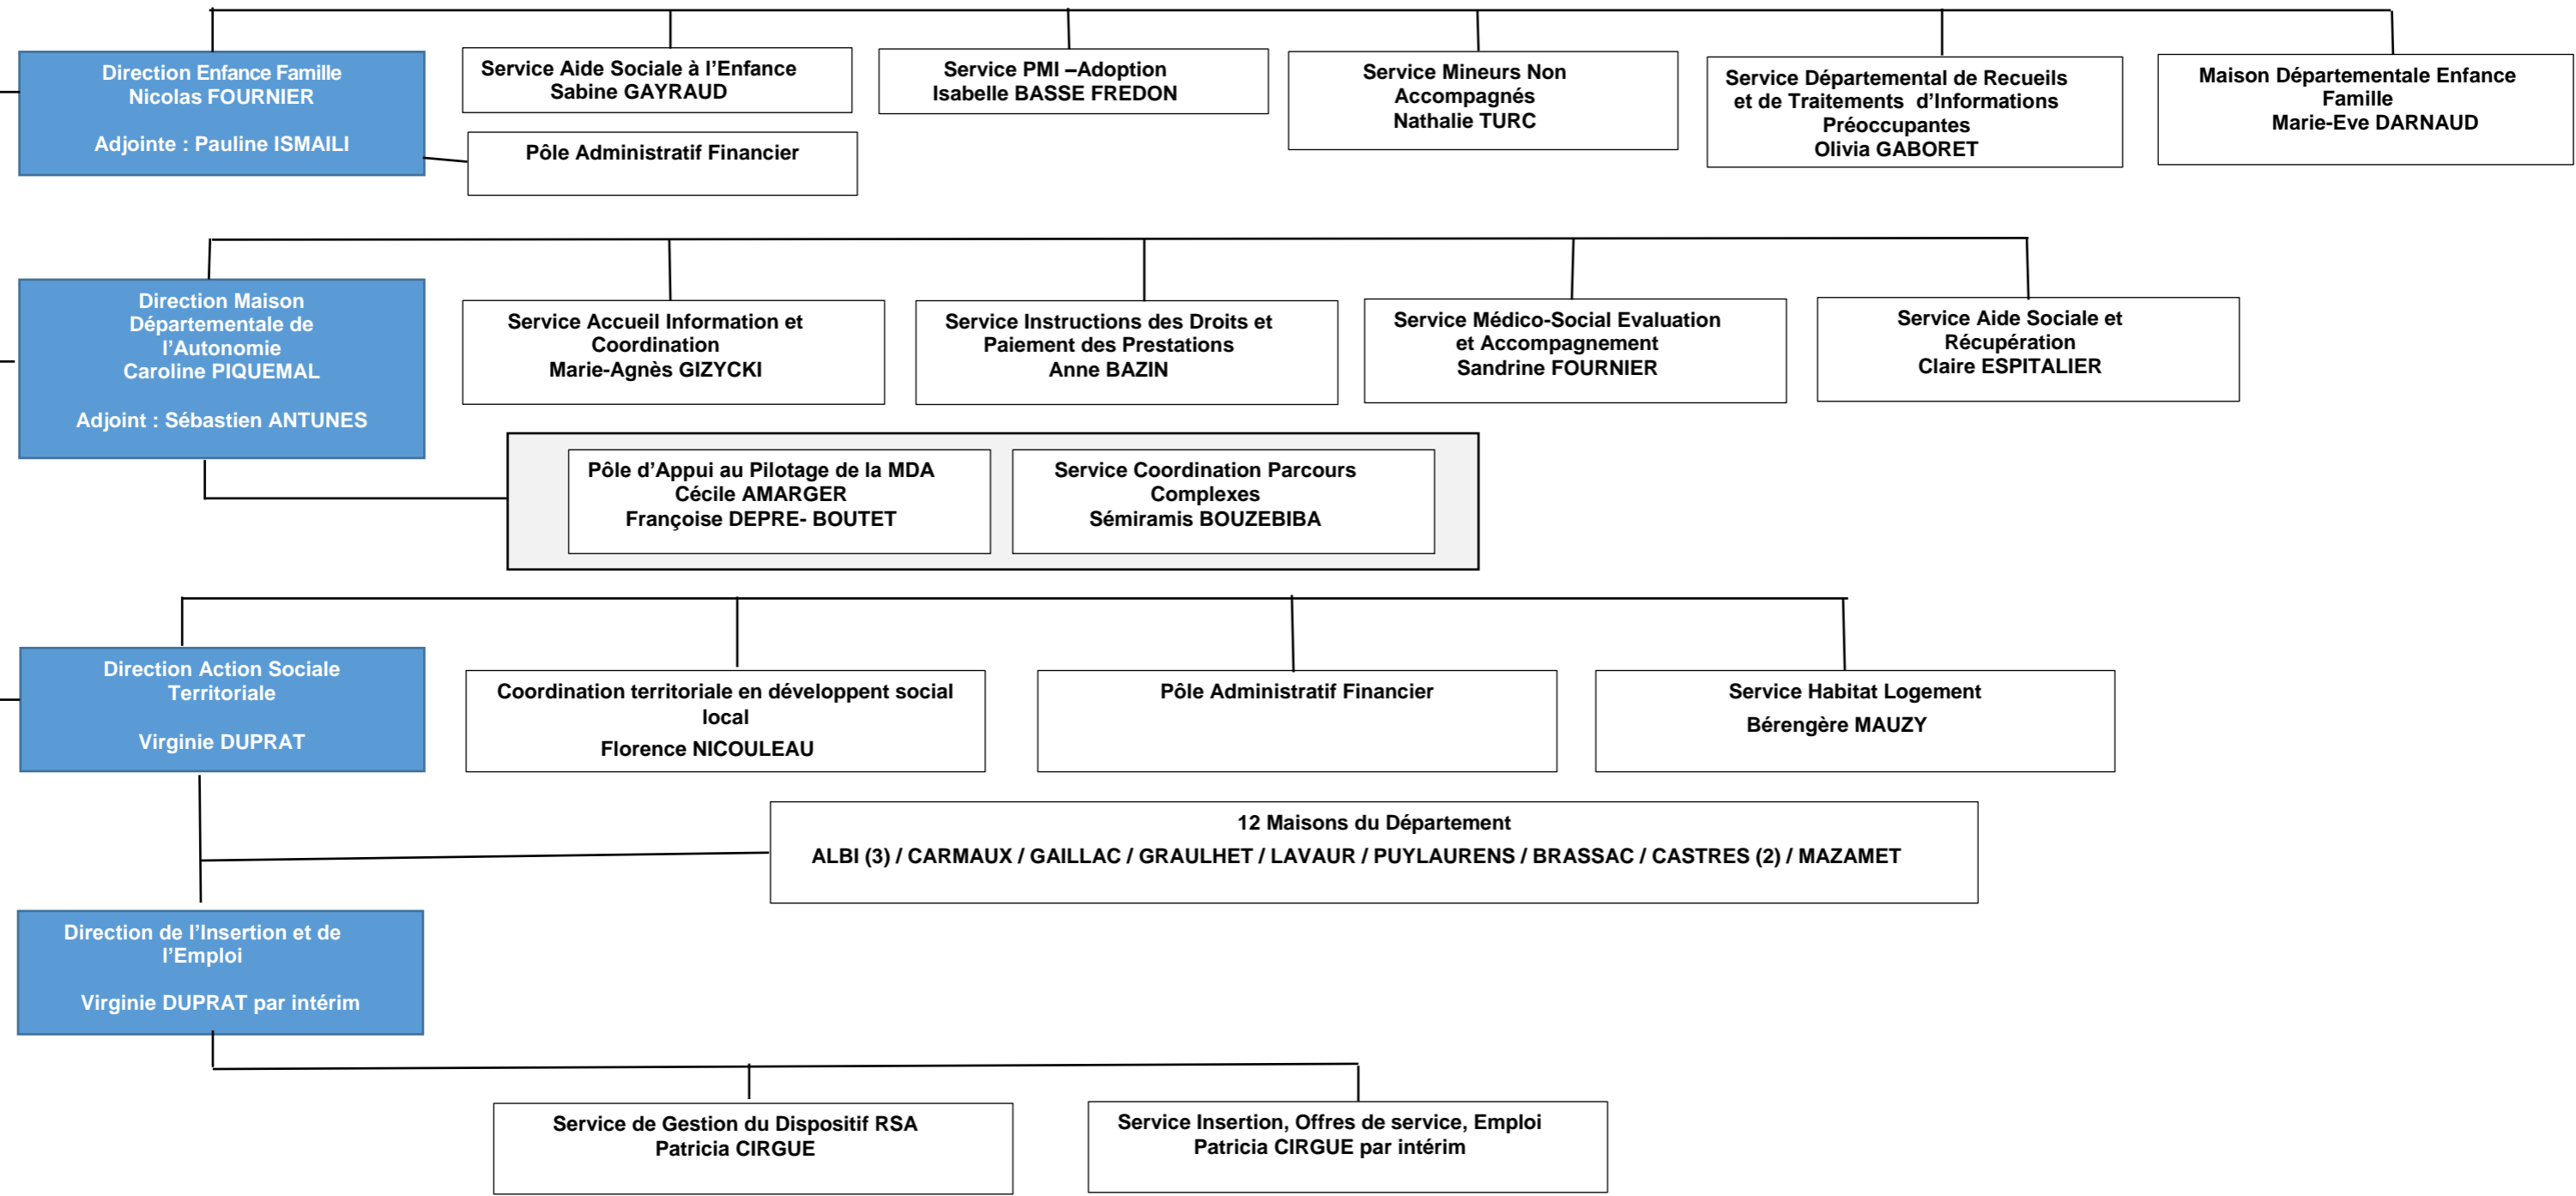 Direction Enfance Famille
Nicolas FOURNIER
Adjointe : Pauline ISMAILI
Service Aide Sociale à l’Enfance
Sabine GAYRAUD
Pôle Administratif Financier
Service PMI –Adoption
Isabelle BASSE FREDON
Service Mineurs Non
Accompagnés
Nathalie TURC
Service Départemental de Recueils
et de Traitements d’Informations
Préoccupantes
Olivia GABORET
Maison Départementale Enfance
Famille
Marie-Eve DARNAUD
Direction Maison
Départementale de
l’Autonomie
Caroline PIQUEMAL
Adjoint : Sébastien ANTUNES
Service Accueil Information et
Coordination
Marie-Agnès GIZYCKI
Service Instructions des Droits et
Paiement des Prestations
Anne BAZIN
Service Médico-Social Evaluation
et Accompagnement
Sandrine FOURNIER
Service Aide Sociale et
Récupération
Claire ESPITALIER
Pôle d’Appui au Pilotage de la MDA
Cécile AMARGER
Françoise DEPRE- BOUTET
Service Coordination Parcours
Complexes
Sémiramis BOUZEBIBA
Direction Action Sociale
Territoriale
Virginie DUPRAT
Coordination territoriale en développent social
local
Florence NICOULEAU
Pôle Administratif Financier
Service Habitat Logement
Bérengère MAUZY
12 Maisons du Département
ALBI (3) / CARMAUX / GAILLAC / GRAULHET / LAVAUR / PUYLAURENS / BRASSAC / CASTRES (2) / MAZAMET
Direction de l’Insertion et de
l’Emploi
Virginie DUPRAT par intérim
Service de Gestion du Dispositif RSA
Patricia CIRGUE
Service Insertion, Offres de service, Emploi
Patricia CIRGUE par intérim